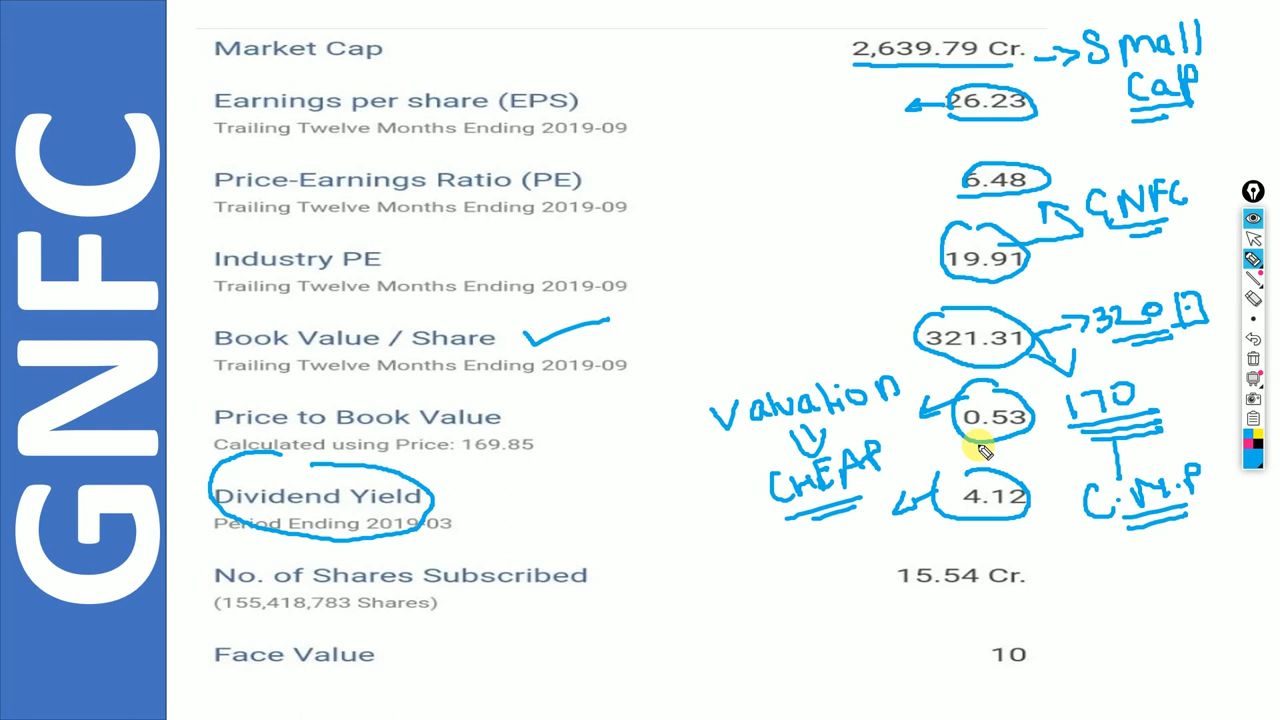 GNFC
Market Cap 2,639.79 Cr. Small
Cap
Earnings per share (EPS) 26.23
Trailing Twelve Months Ending 2019-09
Price-Earnings Ratio (PE) 6.48
Trailing Twelve Months Ending 2019-09
GNFC
Industry PE 19.91
Trailing Twelve Months Ending 2019-09
Book Value / Share 321.31 320
Trailing Twelve Months Ending 2019-09
Valuation
Price to Book Value 0.53 170
Calculated using Price: 169.85
CHEAP
Dividend Yield 4.12 C.M.P
Period Ending 2019-03
No. of Shares Subscribed 15.54 Cr.
(155,418,783 Shares)
Face Value 10